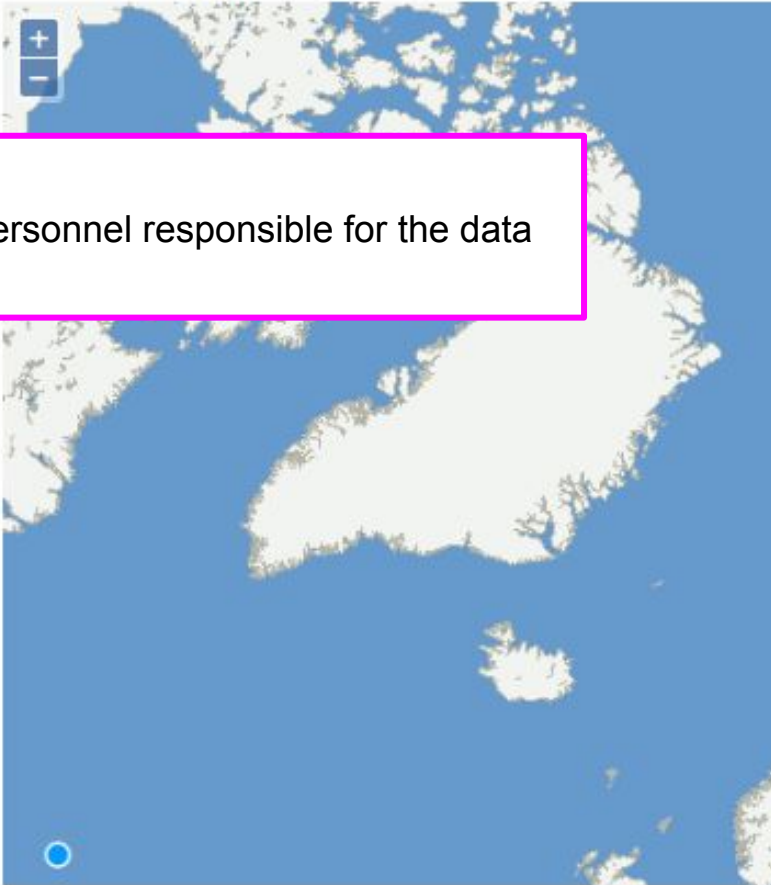 +
−
ersonnel responsible for the data